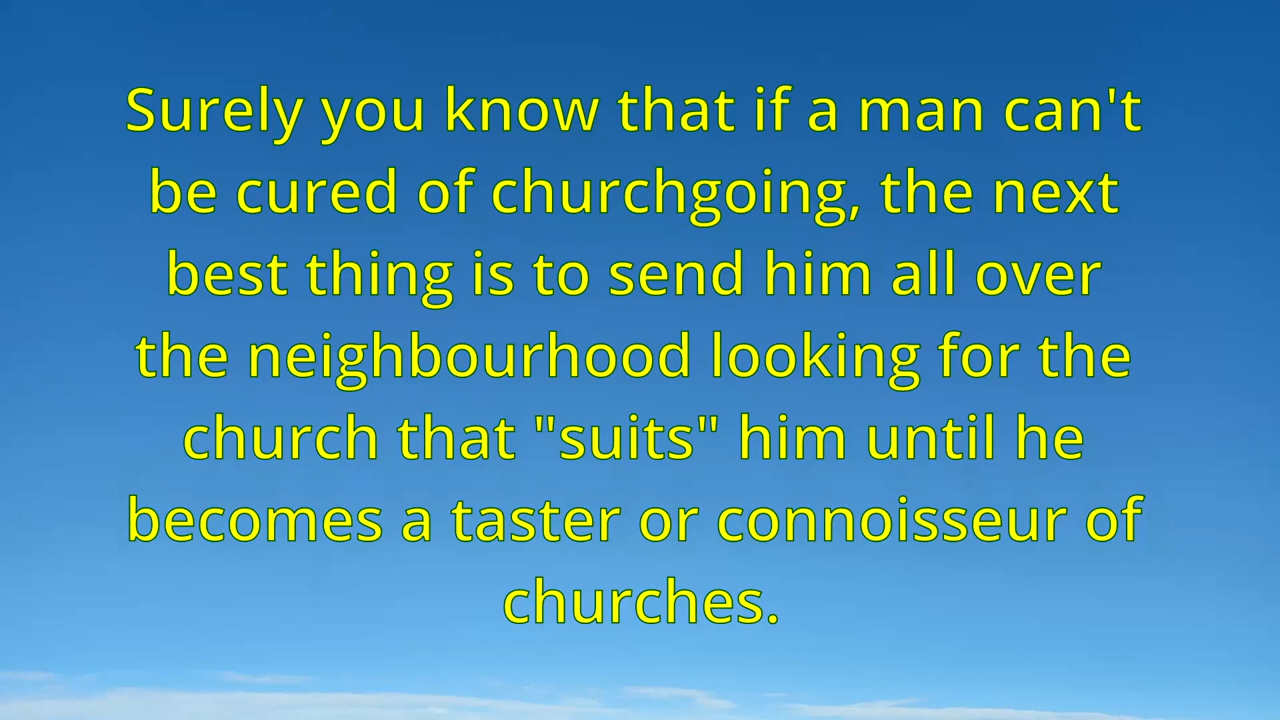 Surely you know that if a man can't
be cured of churchgoing, the next
best thing is to send him all over
the neighbourhood looking for the
church that "suits" him until he
becomes a taster or connoisseur of
churches.